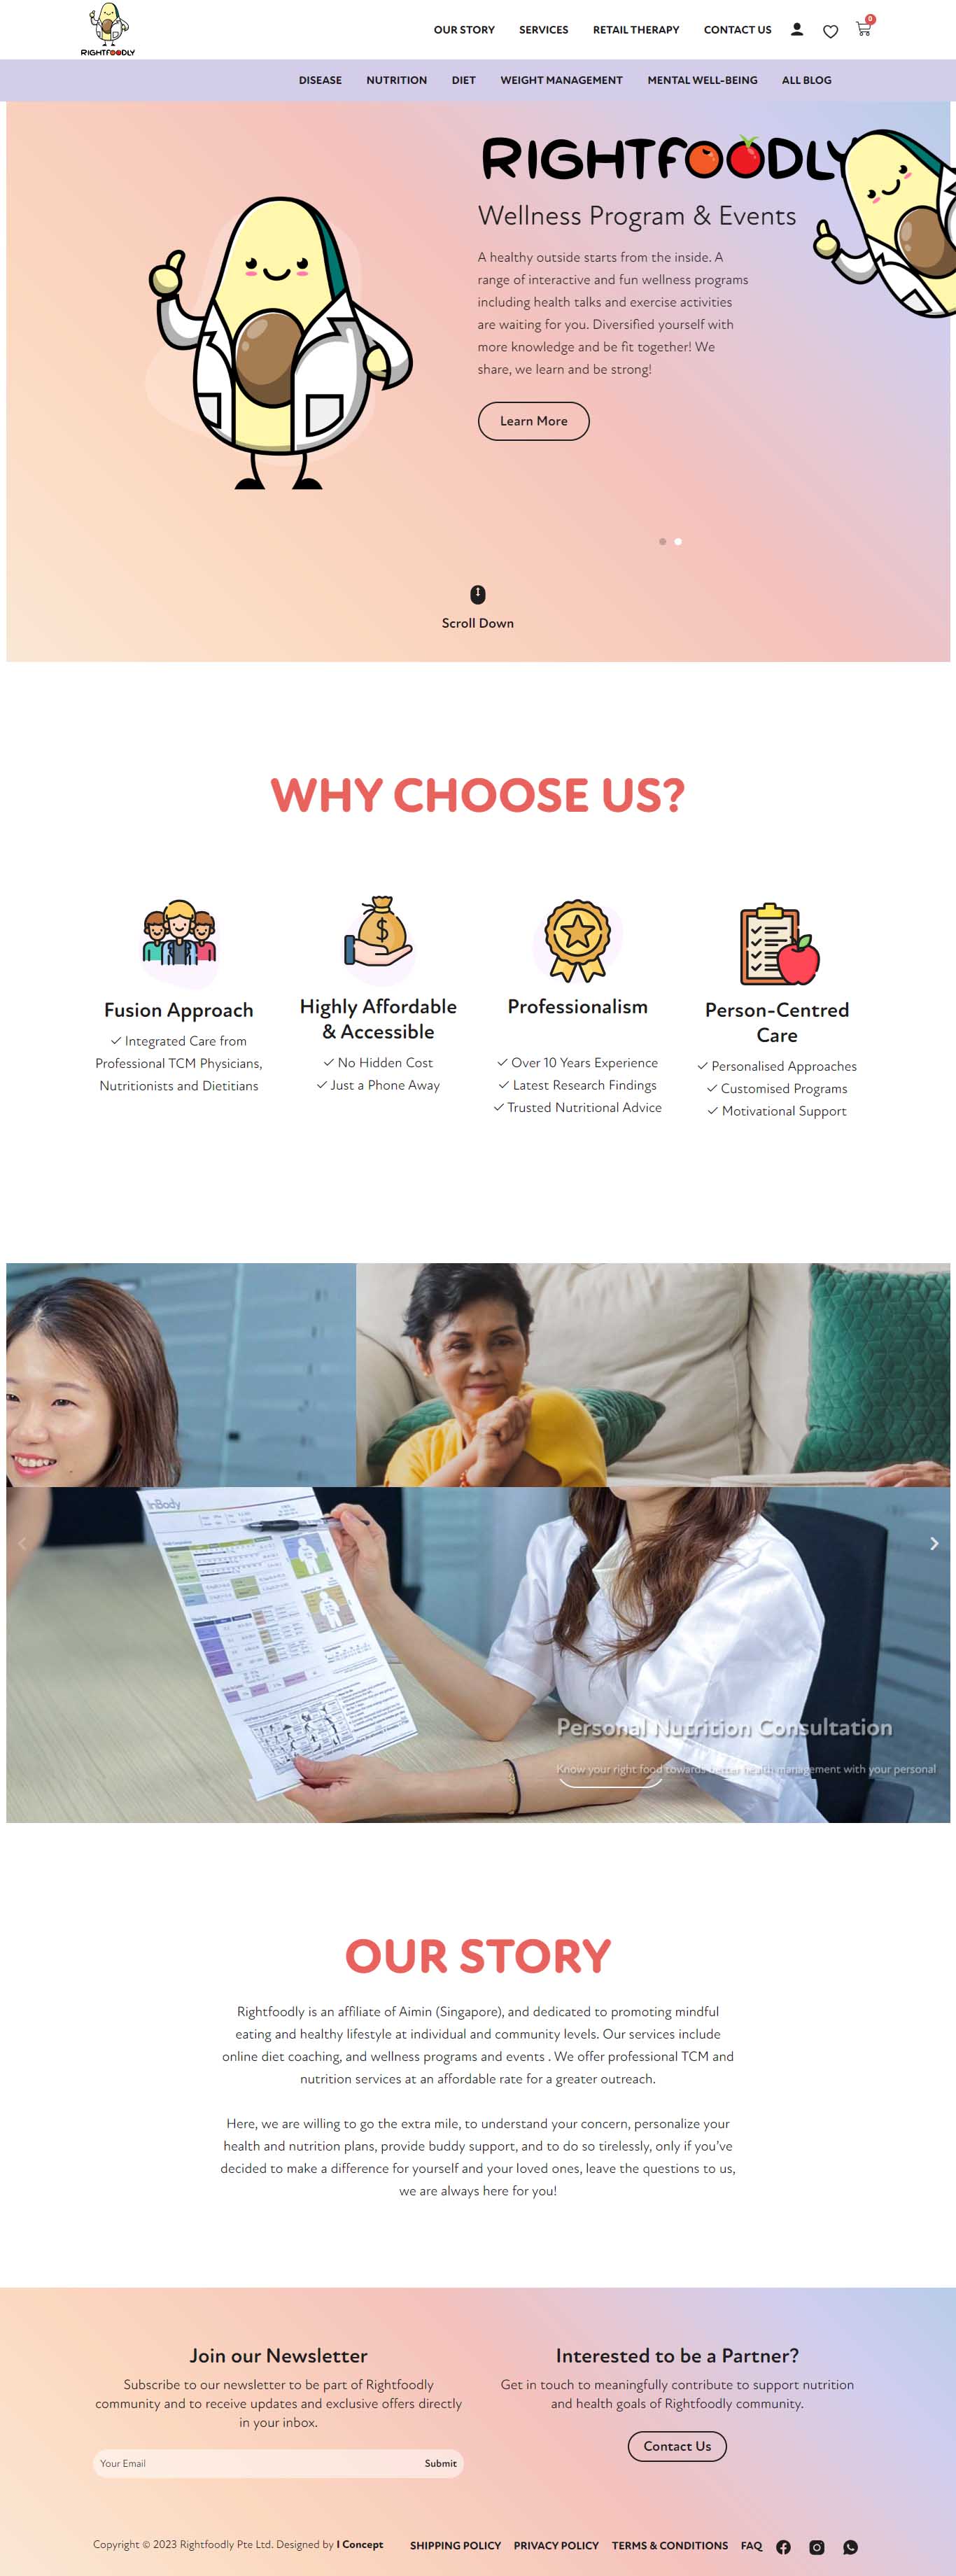 RIGHTFOODLY
OUR STORY
SERVICES
RETAIL THERAPY
CONTACT US
0
DISEASE
NUTRITION
DIET
WEIGHT MANAGEMENT
MENTAL WELL-BEING
ALL BLOG
RIGHTFOODLY
Wellness Program & Events
A healthy outside starts from the inside. A
range of interactive and fun wellness programs
including health talks and exercise activities
are waiting for you. Diversified yourself with
more knowledge and be fit together! We
share, we learn and be strong!
Learn More
Scroll Down
WHY CHOOSE US?
Fusion Approach
✓ Integrated Care from
Professional TCM Physicians,
Nutritionists and Dietitians
Highly Affordable
& Accessible
✓ No Hidden Cost
✓ Just a Phone Away
Professionalism
✓ Over 10 Years Experience
✓ Latest Research Findings
✓ Trusted Nutritional Advice
Person-Centred
Care
✓ Personalised Approaches
✓ Customised Programs
✓ Motivational Support
InBody
Personal Nutrition Consultation
Know your right food towards better health management with your personal
OUR STORY
Rightfoodly is an affiliate of Aimin (Singapore), and dedicated to promoting mindful
eating and healthy lifestyle at individual and community levels. Our services include
online diet coaching, and wellness programs and events . We offer professional TCM and
nutrition services at an affordable rate for a greater outreach.
Here, we are willing to go the extra mile, to understand your concern, personalize your
health and nutrition plans, provide buddy support, and to do so tirelessly, only if you've
decided to make a difference for yourself and your loved ones, leave the questions to us,
we are always here for you!
Join our Newsletter
Subscribe to our newsletter to be part of Rightfoodly
community and to receive updates and exclusive offers directly
in your inbox.
Your Email
Submit
Interested to be a Partner?
Get in touch to meaningfully contribute to support nutrition
and health goals of Rightfoodly community.
Contact Us
Copyright © 2023 Rightfoodly Pte Ltd. Designed by I Concept
SHIPPING POLICY
PRIVACY POLICY
TERMS & CONDITIONS
FAQ